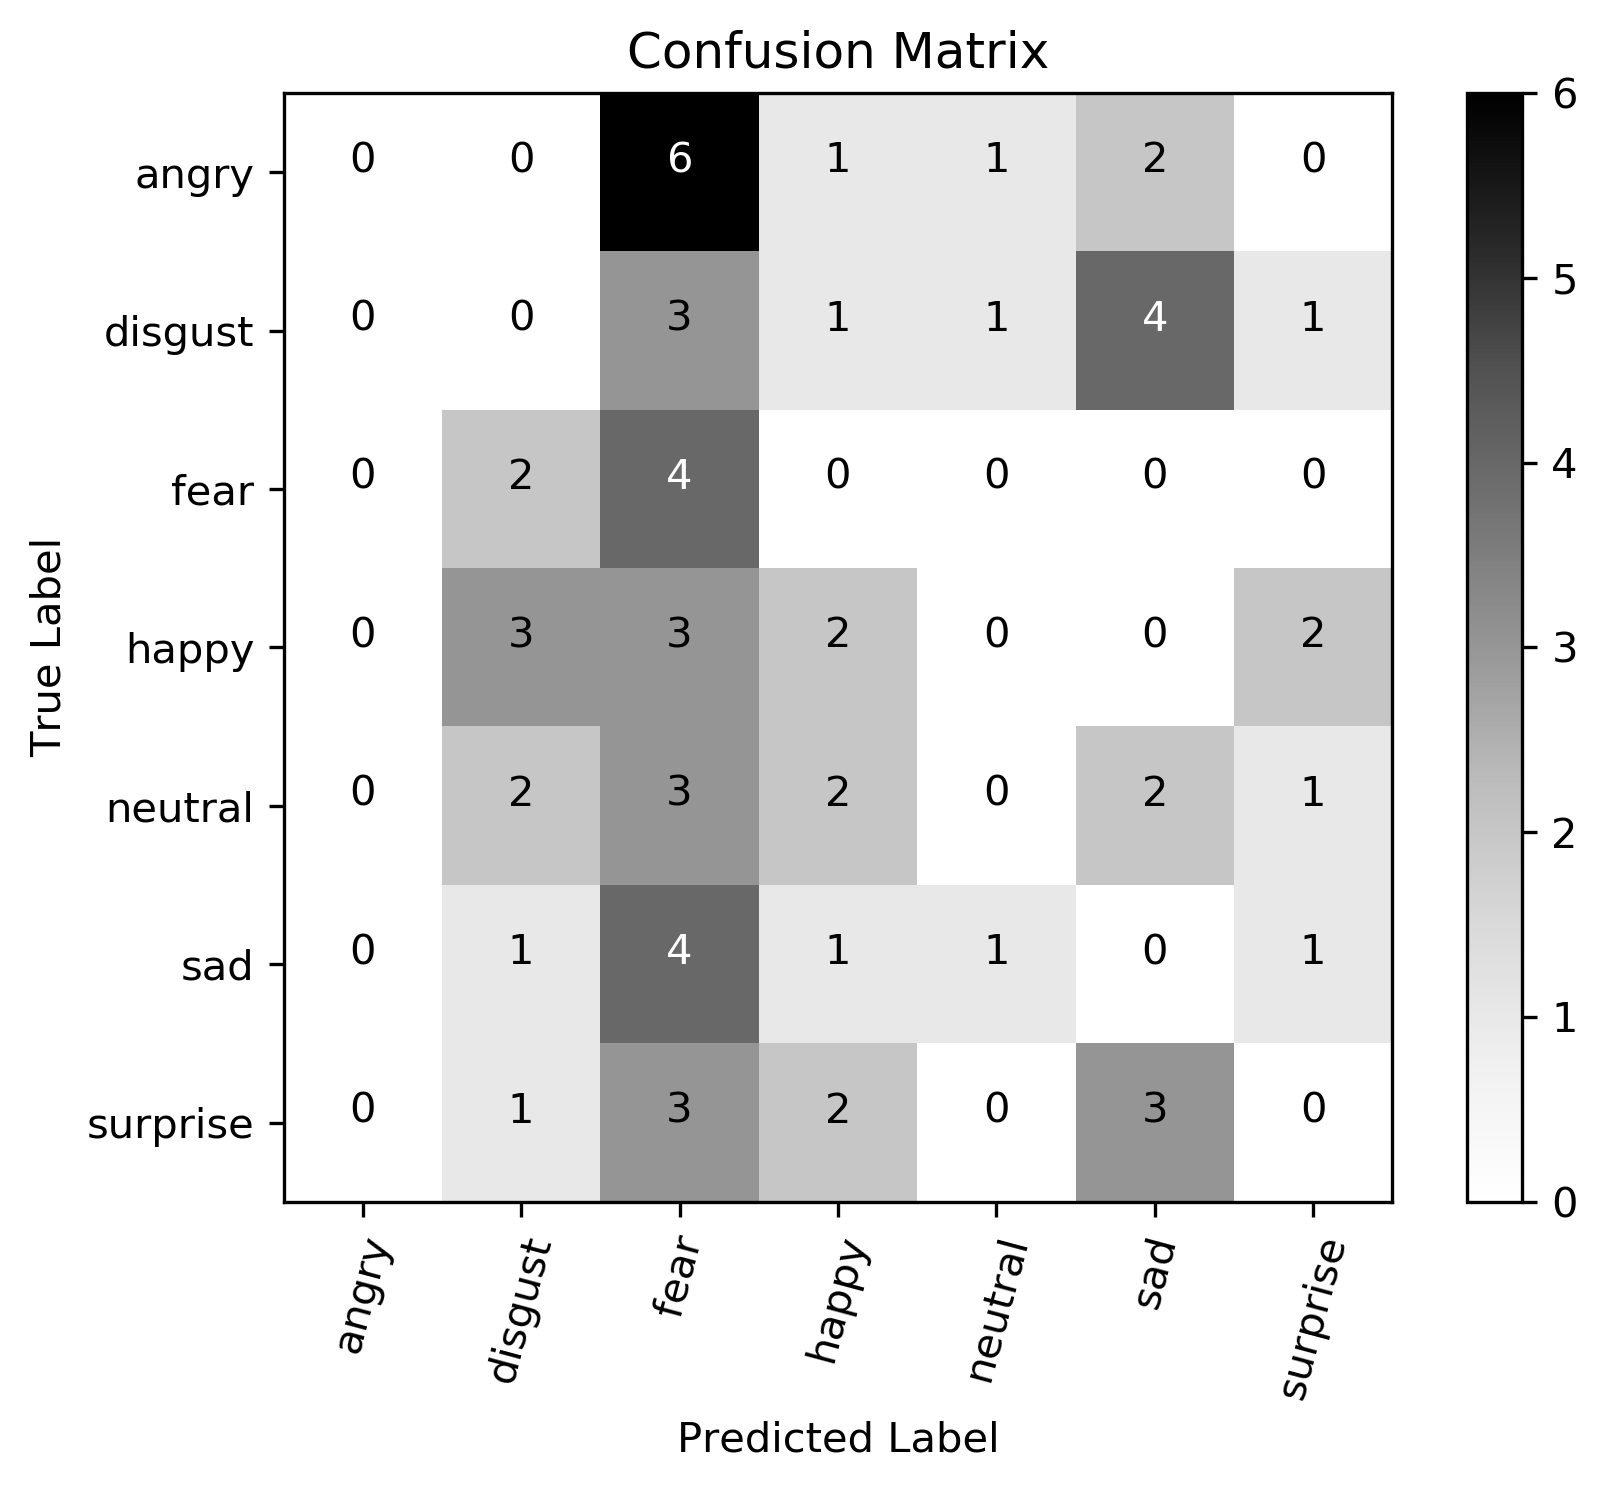 Confusion Matrix
angry 0 0 6 1 1 2 0
disgust 0 0 3 1 1 4 1
fear 0 2 4 0 0 0 0
happy 0 3 3 2 0 0 2
neutral 0 2 3 2 0 2 1
sad 0 1 4 1 1 0 1
surprise 0 1 3 2 0 3 0
angry disgust fear happy neutral sad surprise
Predicted Label
True Label
6
5
4
3
2
1
0